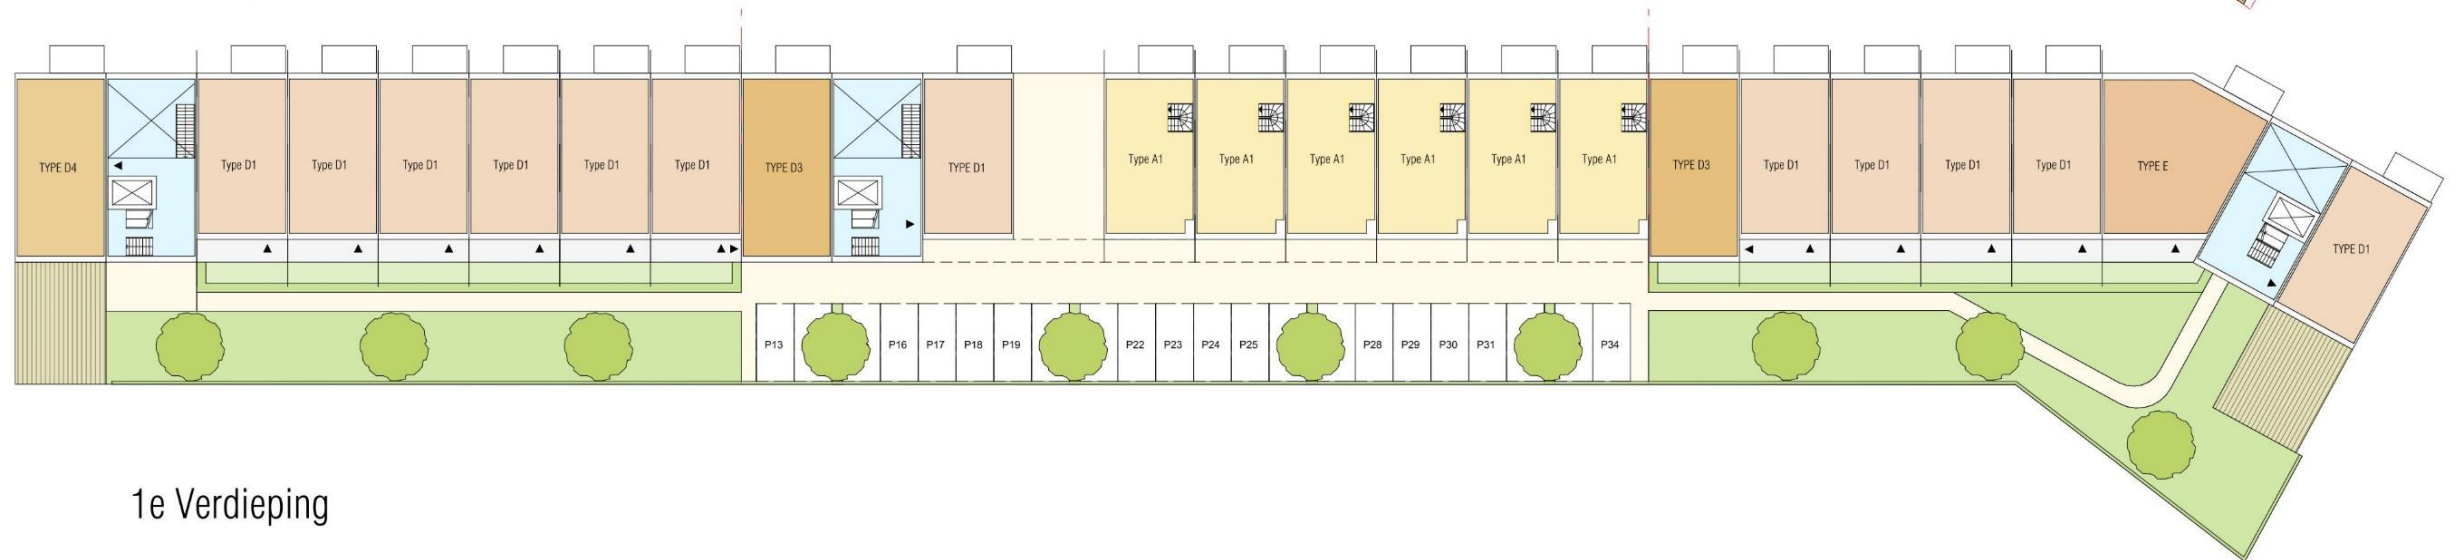 TYPE D4
Type D1
Type D1
Type D1
Type D1
Type D1
Type D1
TYPE D3
TYPE D1
Type A1
Type A1
Type A1
Type A1
Type A1
Type A1
TYPE D3
Type D1
Type D1
Type D1
Type D1
TYPE E
TYPE D1
P13
P16
P17
P18
P19
P22
P23
P24
P25
P28
P29
P30
P31
P34
1e Verdieping